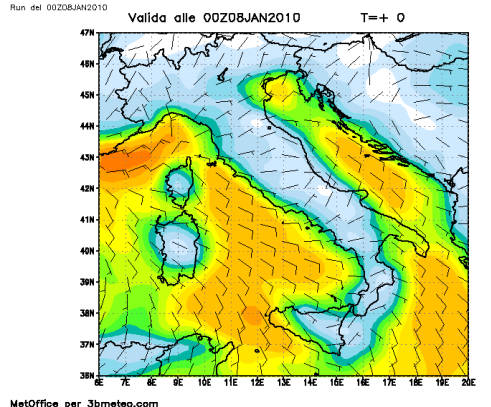 Run del 00Z08JAN2010
Valida alle 00Z08JAN2010 T=+ 0
47N
46N
45N
44N
43N
42N
41N
40N
39N
38N
37N
36N
6E 7E 8E 9E 10E 11E 12E 13E 14E 15E 16E 17E 18E 19E 20E
MetOffice per 3bmeteo.com